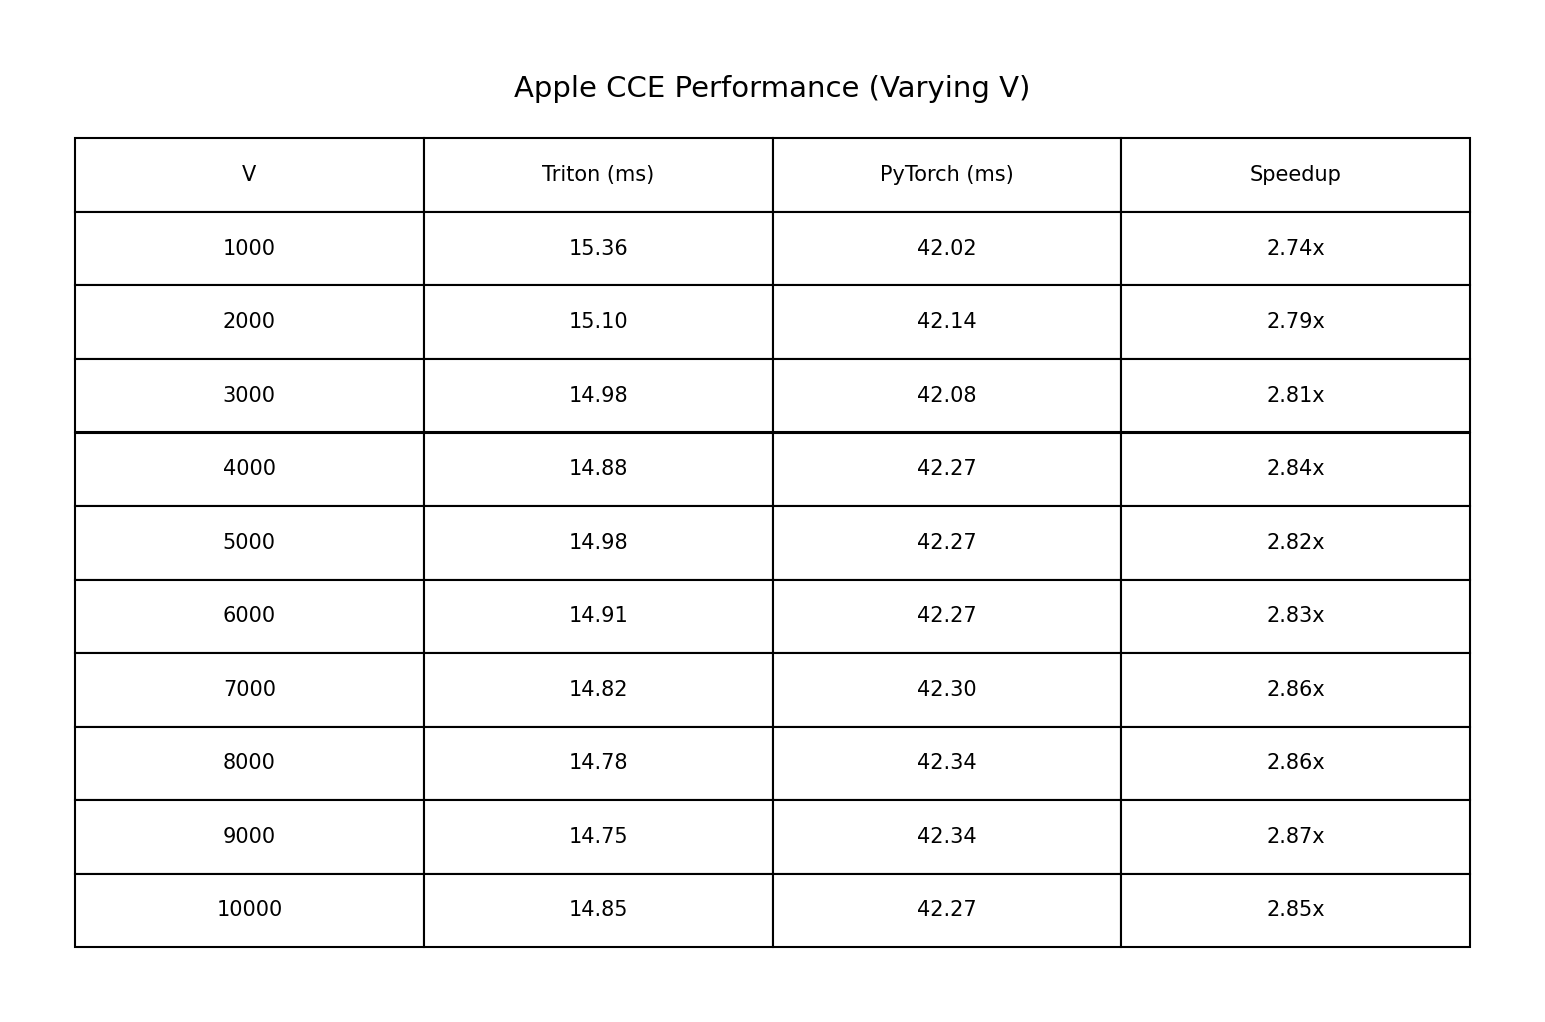 Apple CCE Performance (Varying V)
V Triton (ms) PyTorch (ms) Speedup
1000 15.36 42.02 2.74x
2000 15.10 42.14 2.79x
3000 14.98 42.08 2.81x
4000 14.88 42.27 2.84x
5000 14.98 42.27 2.82x
6000 14.91 42.27 2.83x
7000 14.82 42.30 2.86x
8000 14.78 42.34 2.86x
9000 14.75 42.34 2.87x
10000 14.85 42.27 2.85x